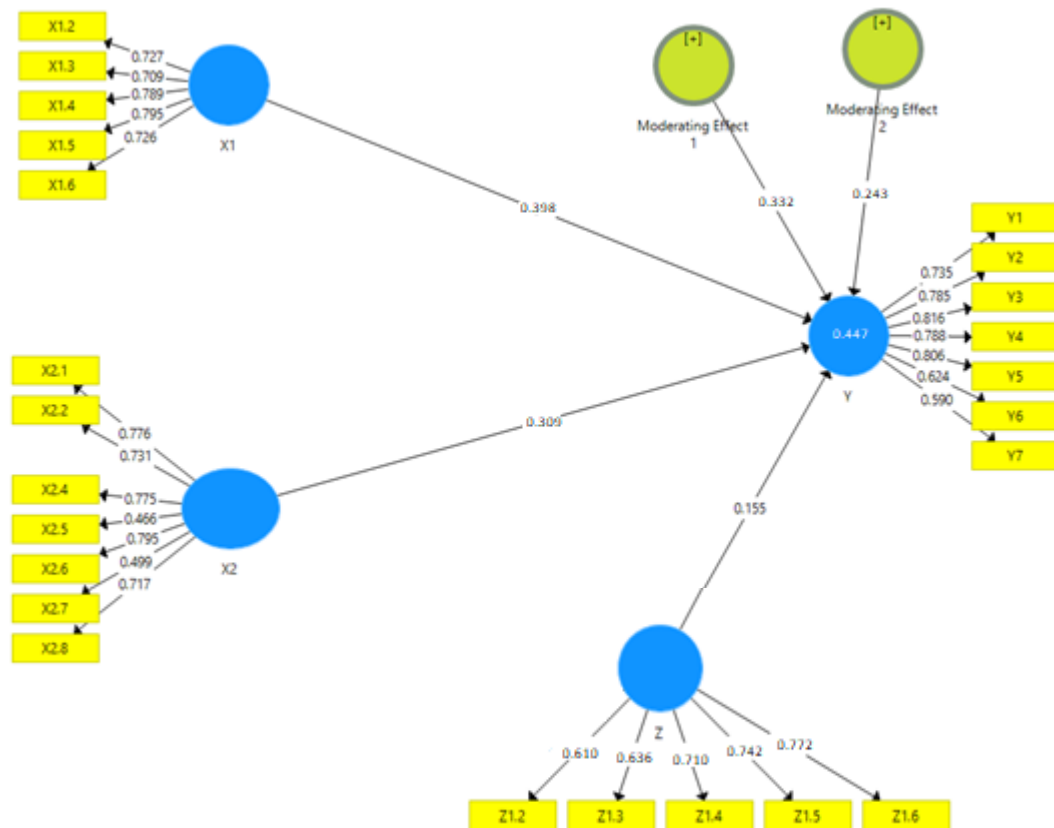 X1.2
X1.3
X1.4
X1.5
X1.6
0.727
0.709
0.789
0.795
0.726
X1
[+]
Moderating Effect
1
[+]
Moderating Effect
2
0.398
0.332
0.243
Y1
Y2
Y3
Y4
Y5
Y6
Y7
0.735
0.785
0.816
0.788
0.806
0.624
0.590
0.447
Y
X2.1
X2.2
X2.4
X2.5
X2.6
X2.7
X2.8
0.776
0.731
0.775
0.466
0.795
0.499
0.717
X2
0.309
0.155
Z
0.610
0.636
0.710
0.742
0.772
Z1.2
Z1.3
Z1.4
Z1.5
Z1.6